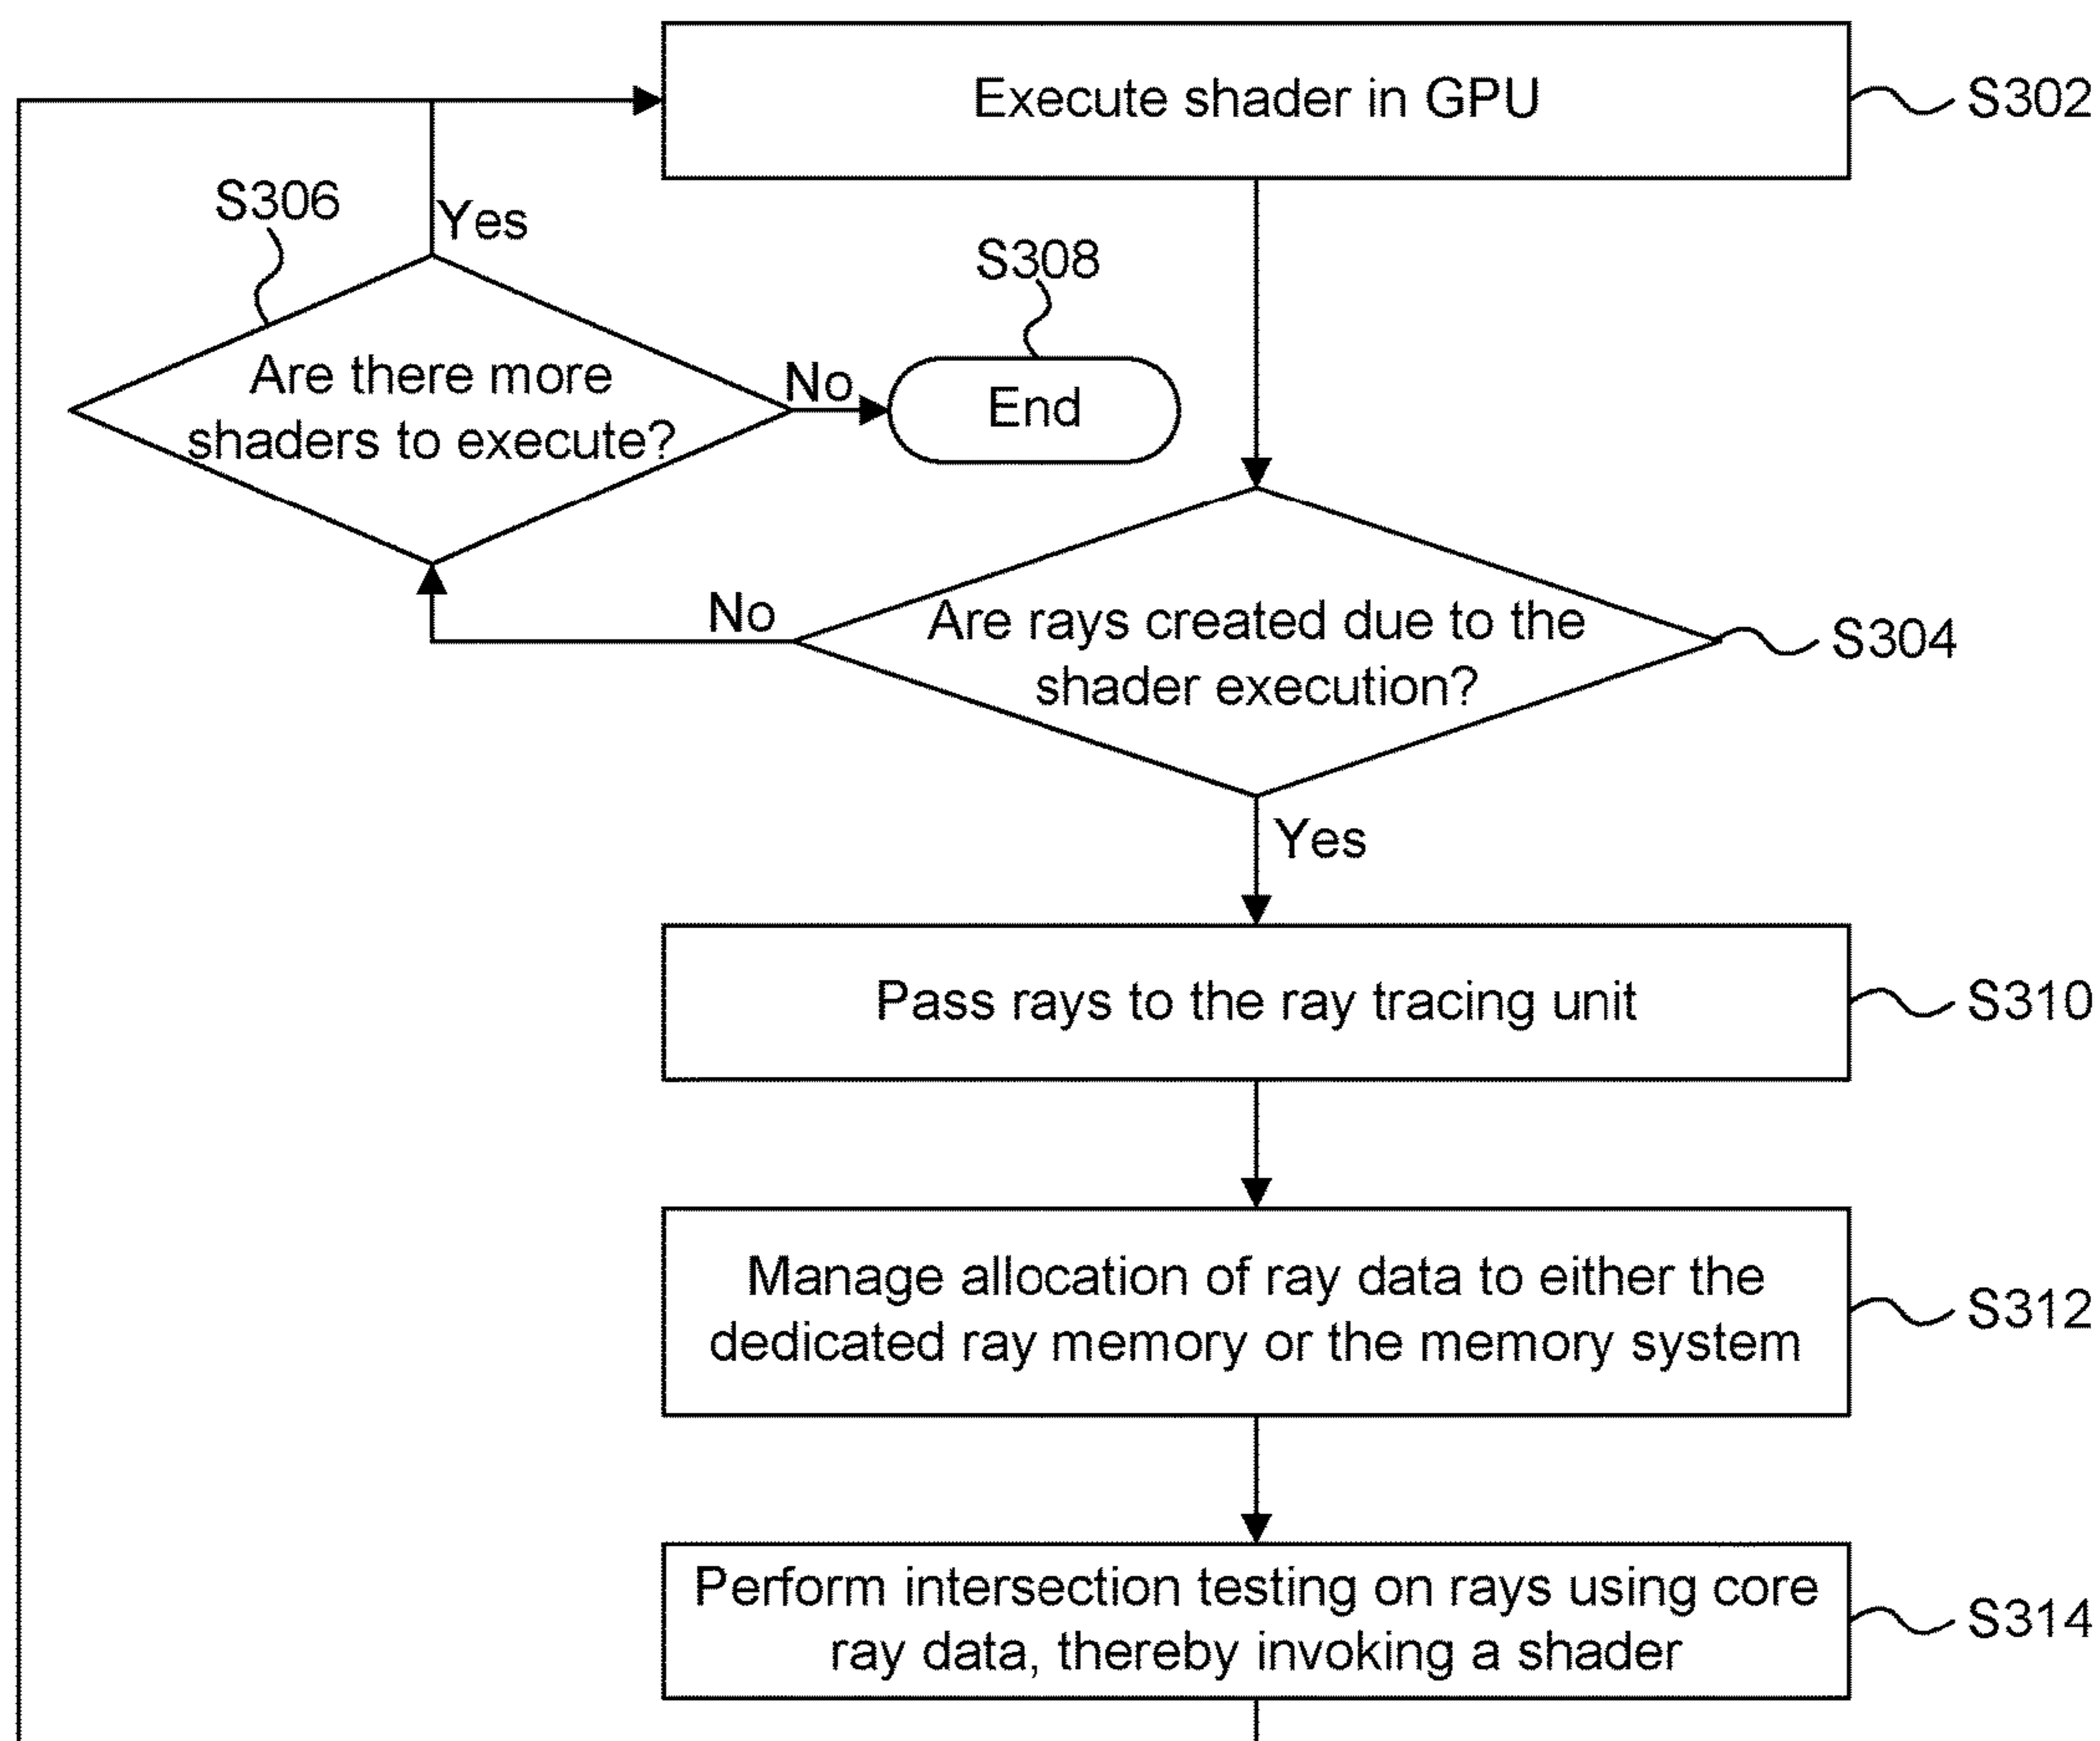 Execute shader in GPU
S302
S306
Yes
S308
Are there more
shaders to execute?
No
End
No
Are rays created due to the
shader execution?
S304
Yes
Pass rays to the ray tracing unit
S310
Manage allocation of ray data to either the
dedicated ray memory or the memory system
S312
Perform intersection testing on rays using core
ray data, thereby invoking a shader
S314